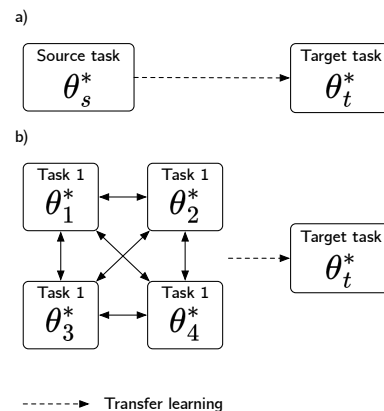 a)
Source task
θ*ₛ
Target task
θ*ₜ
b)
Task 1
θ*₁
Task 1
θ*₂
Task 1
θ*₃
Task 1
θ*₄
Target task
θ*ₜ
Transfer learning